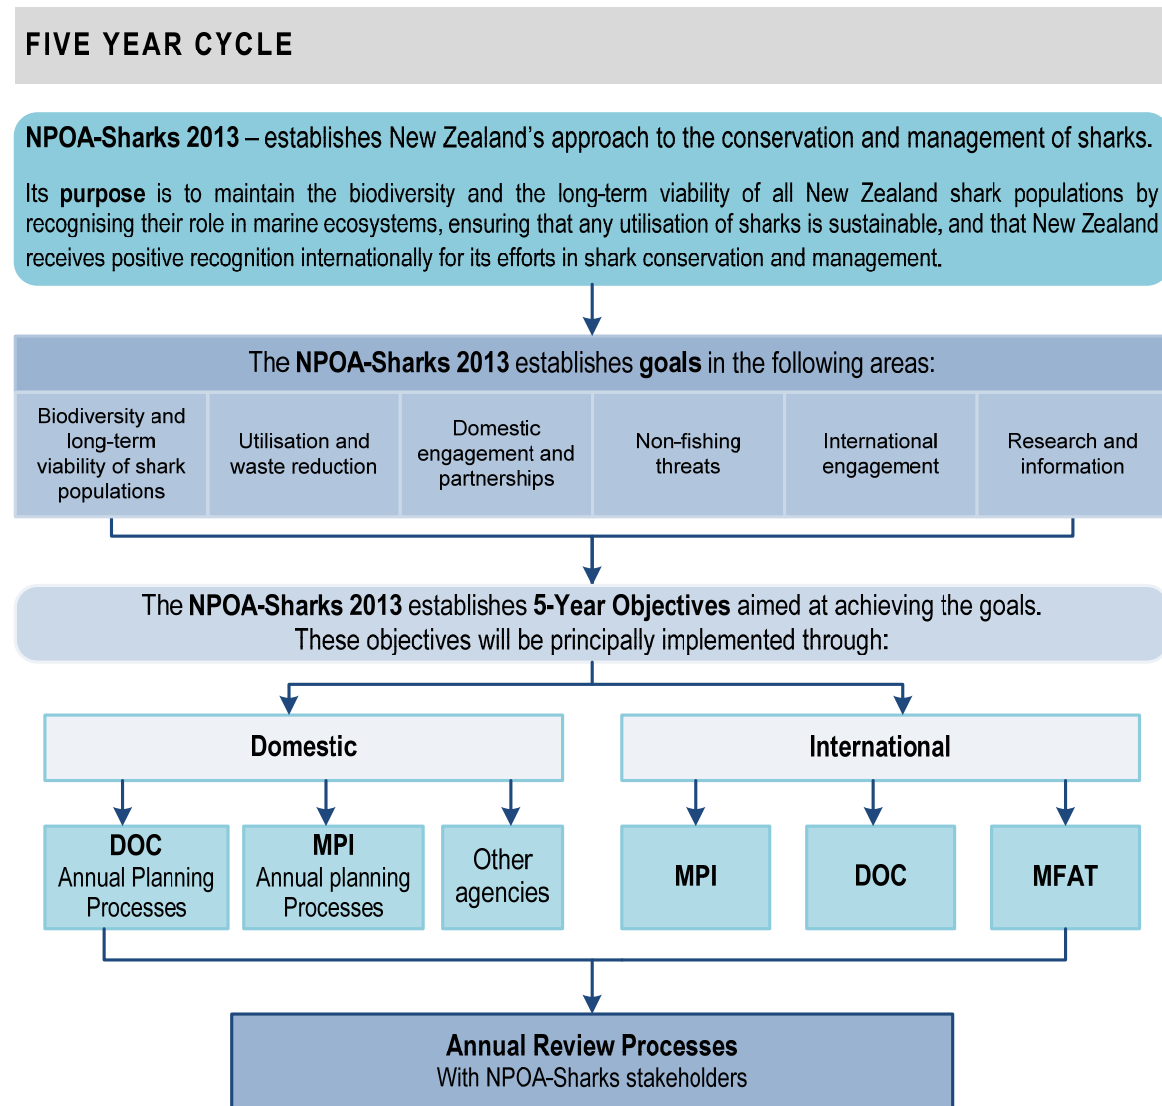 FIVE YEAR CYCLE
NPOA-Sharks 2013 – establishes New Zealand's approach to the conservation and management of sharks.
Its purpose is to maintain the biodiversity and the long-term viability of all New Zealand shark populations by
recognising their role in marine ecosystems, ensuring that any utilisation of sharks is sustainable, and that New Zealand
receives positive recognition internationally for its efforts in shark conservation and management.
The NPOA-Sharks 2013 establishes goals in the following areas:
Biodiversity and
long-term
viability of shark
populations
Utilisation and
waste reduction
Domestic
engagement and
partnerships
Non-fishing
threats
International
engagement
Research and
information
The NPOA-Sharks 2013 establishes 5-Year Objectives aimed at achieving the goals.
These objectives will be principally implemented through:
Domestic
International
DOC
Annual Planning
Processes
MPI
Annual planning
Processes
Other
agencies
MPI
DOC
MFAT
Annual Review Processes
With NPOA-Sharks stakeholders